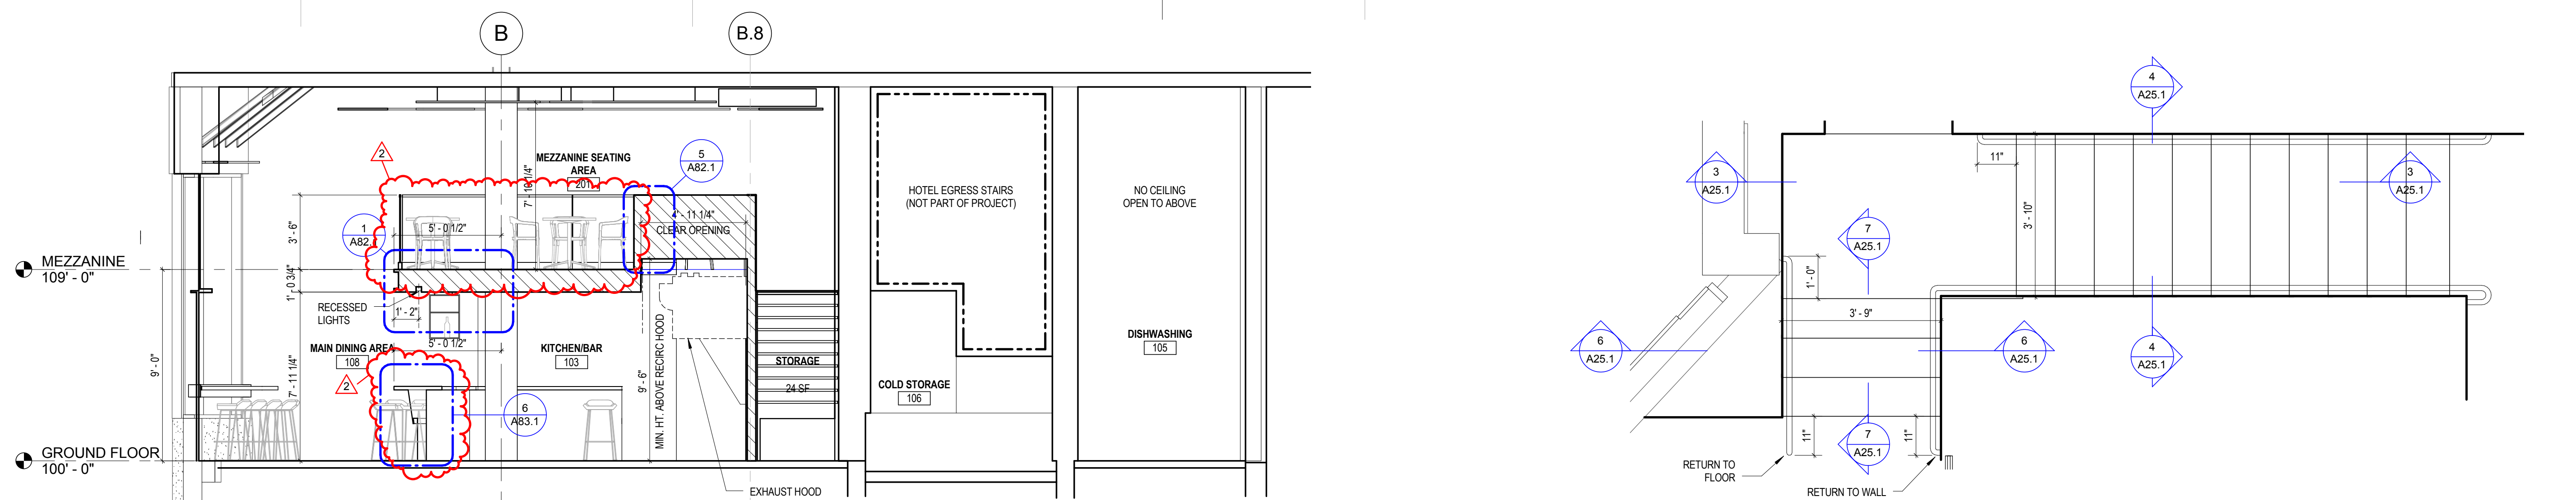 B
B.8
2
MEZZANINE SEATING
AREA
201
7' - 10 1/4"
5
A82.1
3' - 6"
1
A82.
5' - 0 1/2"
4' - 11 1/4"
CLEAR OPENING
MEZZANINE
109' - 0"
1' - 0 3/4"
RECESSED
LIGHTS
1' - 2"
MAIN DINING AREA
108
5' - 0 1/2"
KITCHEN/BAR
103
9' - 0"
7' - 11 1/4"
2
9' - 6"
MIN. HT. ABOVE RECIRC HOOD
STORAGE
24 SF
6
A83.1
GROUND FLOOR
100' - 0"
EXHAUST HOOD
HOTEL EGRESS STAIRS
(NOT PART OF PROJECT)
COLD STORAGE
106
NO CEILING
OPEN TO ABOVE
DISHWASHING
105
4
A25.1
3
A25.1
11"
3
A25.1
3' - 10"
7
A25.1
1' - 0"
3' - 9"
6
A25.1
6
A25.1
4
A25.1
11"
7
A25.1
11"
RETURN TO
FLOOR
RETURN TO WALL